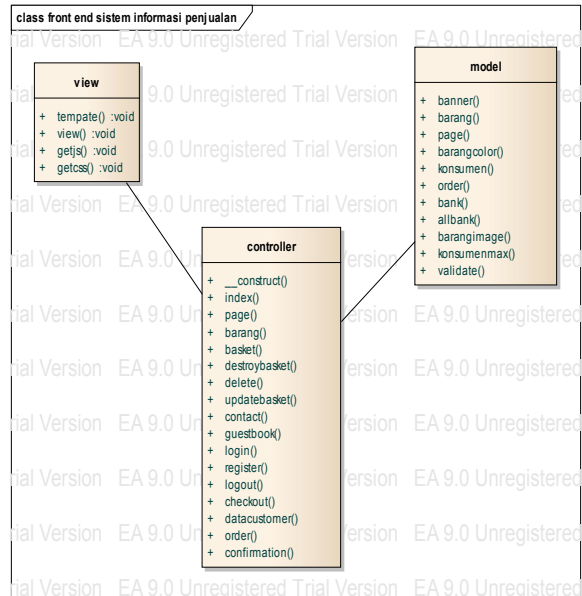 class front end sistem informasi penjualan
view
+ tempate() :void
+ view() :void
+ getjs() :void
+ getcss() :void
model
+ banner()
+ barang()
+ page()
+ barangcolor()
+ konsumen()
+ order()
+ bank()
+ allbank()
+ barangimage()
+ konsumenmax()
+ validate()
controller
+ __construct()
+ index()
+ page()
+ barang()
+ basket()
+ destroybasket()
+ delete()
+ updatebasket()
+ contact()
+ guestbook()
+ login()
+ register()
+ logout()
+ checkout()
+ datacustomer()
+ order()
+ confirmation()
EA 9.0 Unregistered Trial Version